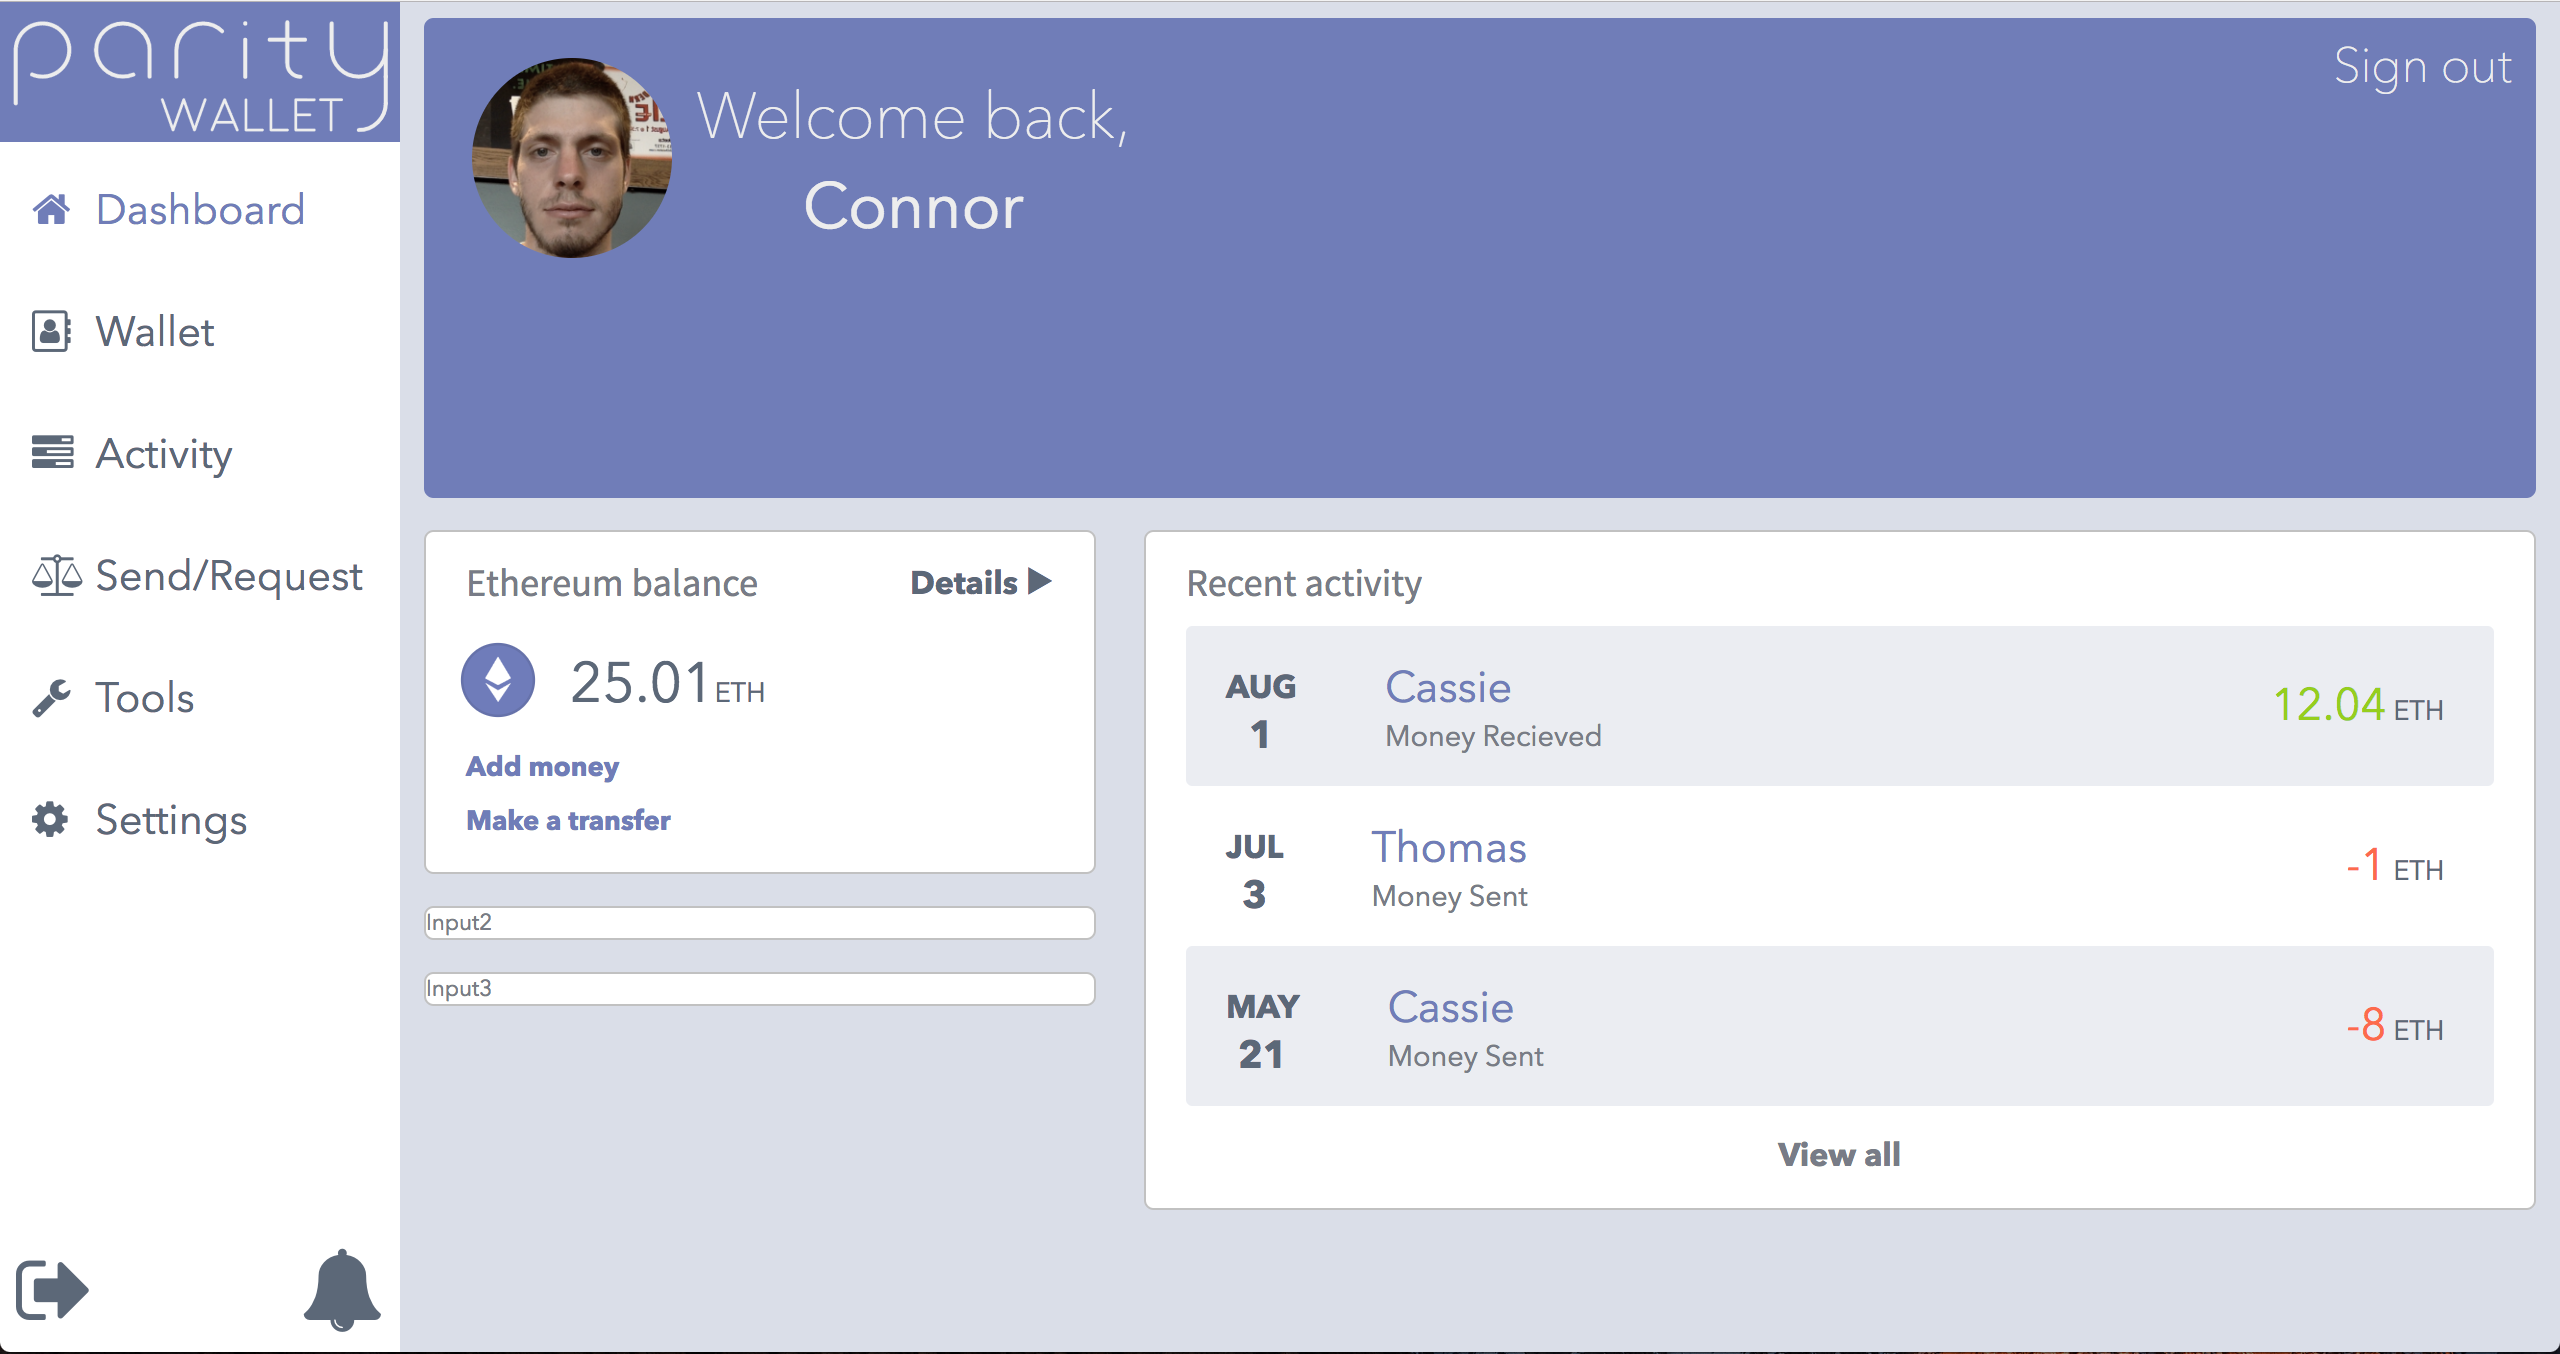 parity
WALLET
Dashboard
Wallet
Activity
Send/Request
Tools
Settings
Sign out
Welcome back,
Connor
Ethereum balance
Details
25.01 ETH
Add money
Make a transfer
Input2
Input3
Recent activity
AUG
1
Cassie
Money Recieved
12.04 ETH
JUL
3
Thomas
Money Sent
-1 ETH
MAY
21
Cassie
Money Sent
-8 ETH
View all